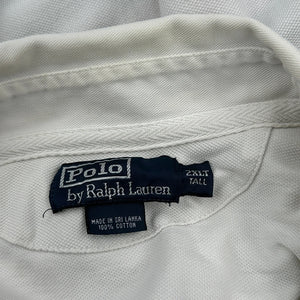 Polo
by Ralph Lauren
2XLT
TALL
MADE IN SRI LANKA
100% COTTON